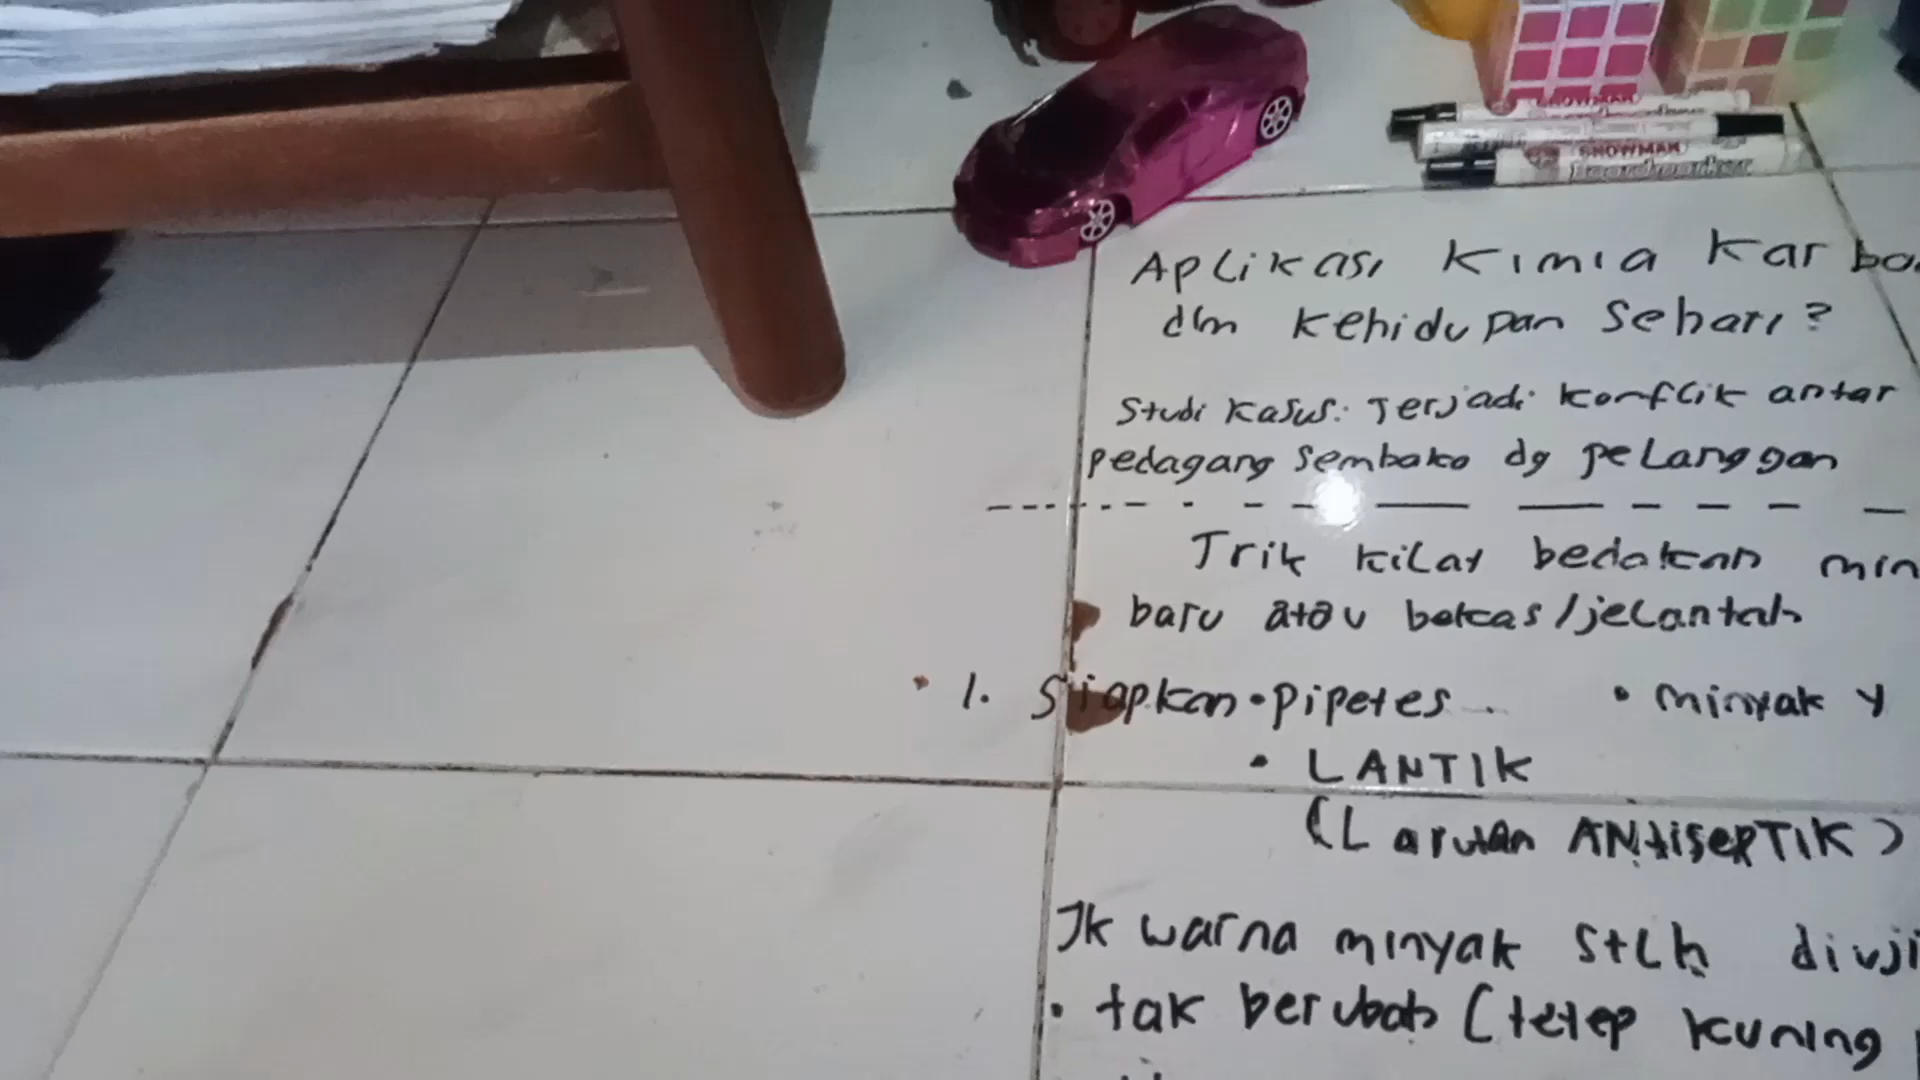 SNOWMAN
SNOWMAN
Boardmarker
Aplikasi Kimia Karbo
dlm Kehidupan Sehari?
Studi Kasus: Terjadi Konflik antar
pedagang Sembako dg peLanggan
Trik kiLat bedakan min
baru atau bekas/jeLantah
1. Siapkan • pipetes • minyak y
• LANTIK
(Larutan ANtisepTIK)
Jk warna minyak stLh diuji
• tak berubah (tetep kuning